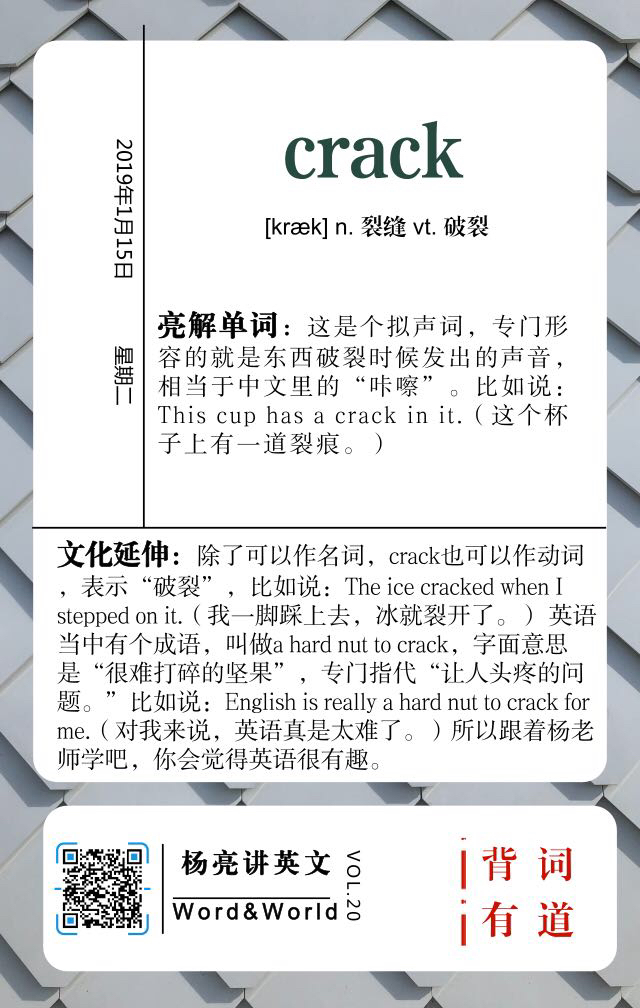 crack
[kræk] n. 裂缝 vt. 破裂
2019年1月15日 星期二
亮解单词：这是个拟声词，专门形
容的就是东西破裂时候发出的声音，
相当于中文里的“咔嚓”。比如说：
This cup has a crack in it.（这个杯
子上有一道裂痕。）
文化延伸：除了可以作名词，crack也可以作动词
，表示“破裂”，比如说：The ice cracked when I
stepped on it.（我一脚踩上去，冰就裂开了。）英语
当中有个成语，叫做a hard nut to crack，字面意思
是“很难打碎的坚果”，专门指代“让人头疼的问
题。”比如说：English is really a hard nut to crack for
me.（对我来说，英语真是太难了。）所以跟着杨老
师学吧，你会觉得英语很有趣。
杨亮讲英文
Word&World
VOL.20
背词
有道